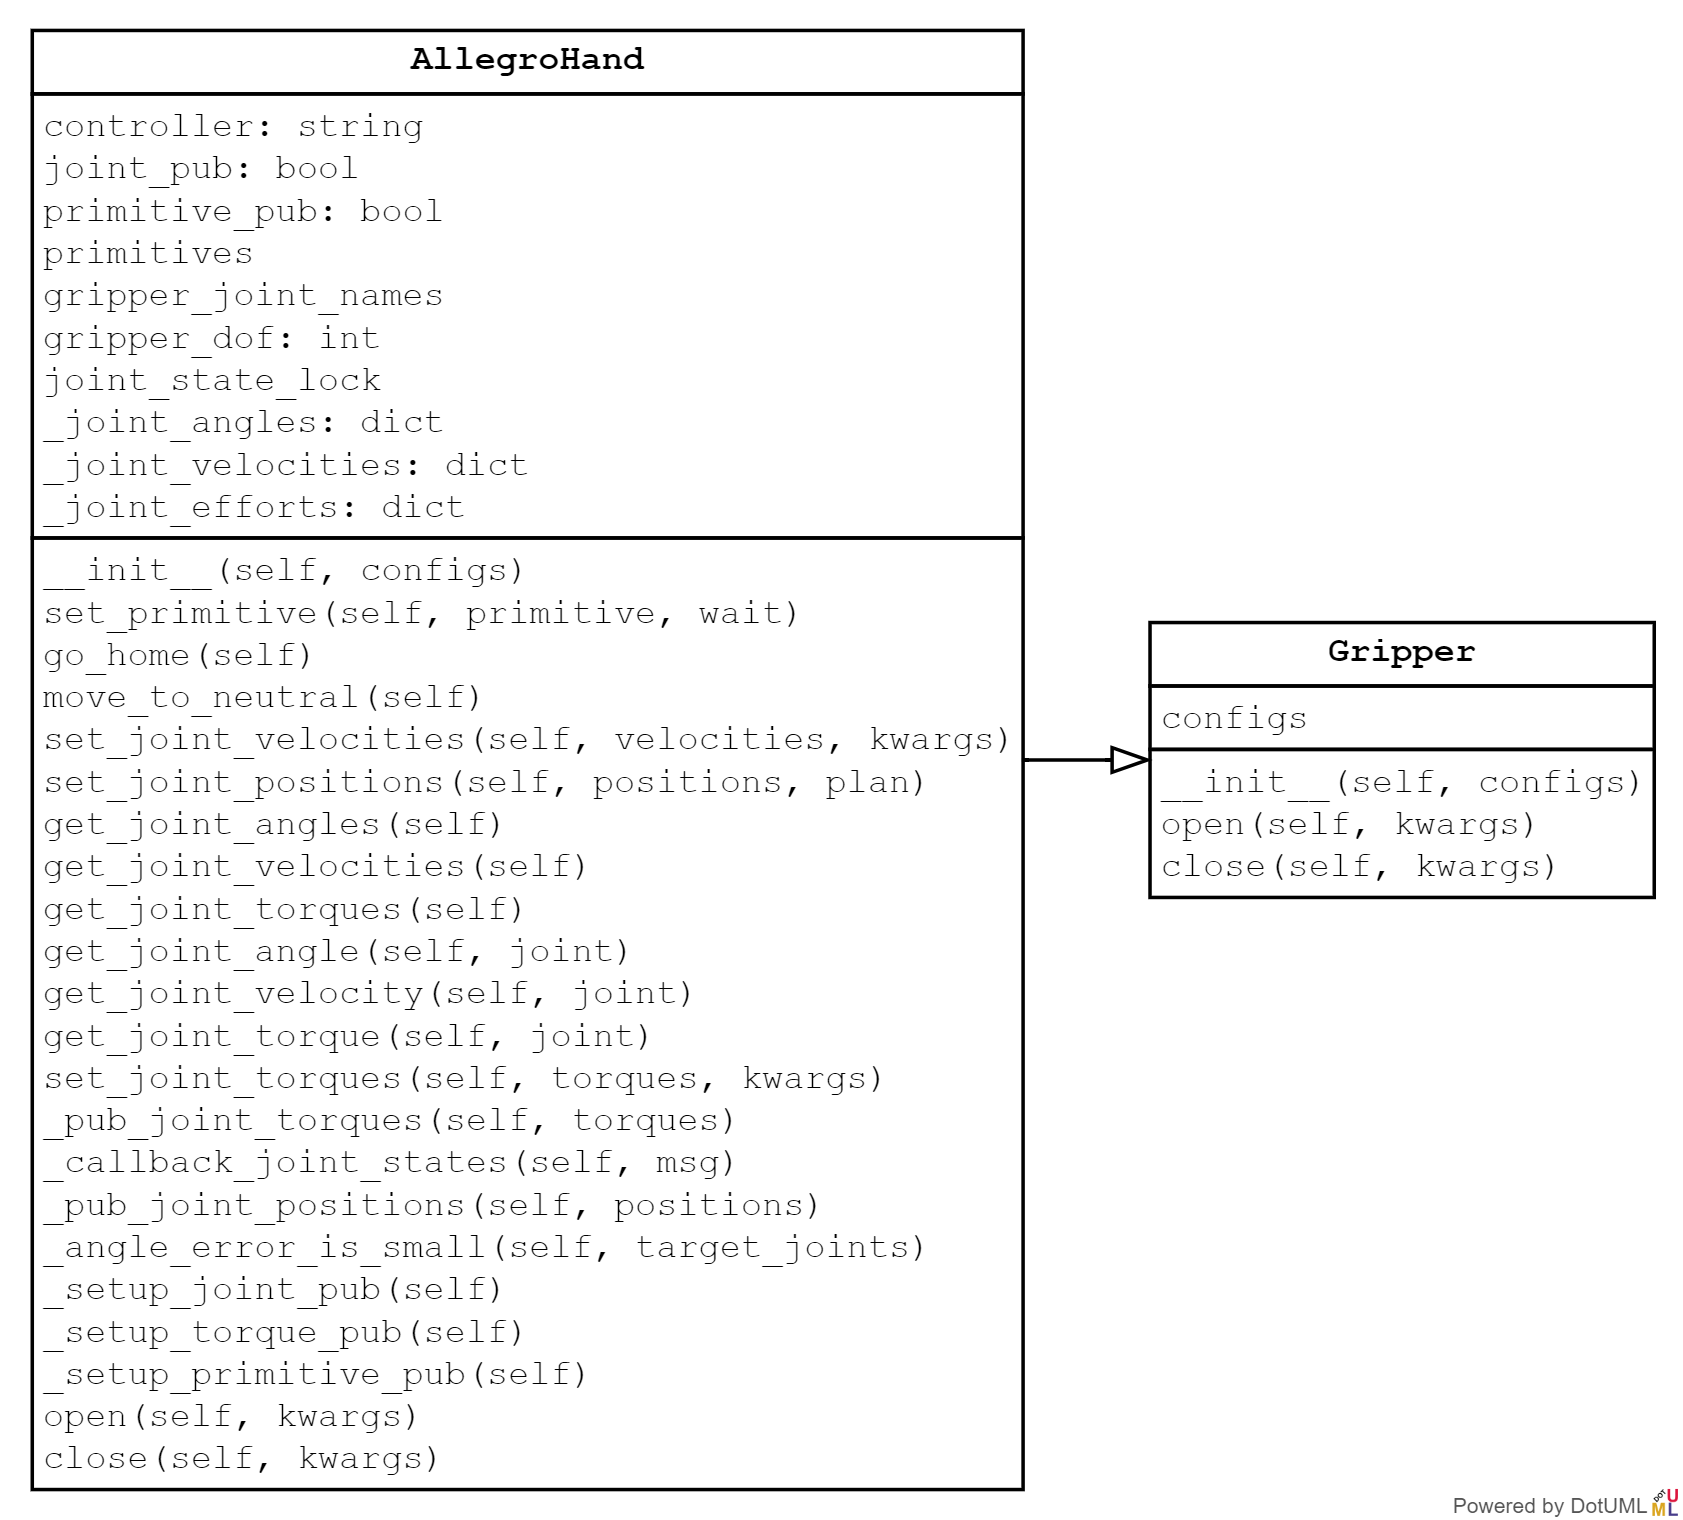 AllegroHand
controller: string
joint_pub: bool
primitive_pub: bool
primitives
gripper_joint_names
gripper_dof: int
joint_state_lock
_joint_angles: dict
_joint_velocities: dict
_joint_efforts: dict
__init__(self, configs)
set_primitive(self, primitive, wait)
go_home(self)
move_to_neutral(self)
set_joint_velocities(self, velocities, kwargs)
set_joint_positions(self, positions, plan)
get_joint_angles(self)
get_joint_velocities(self)
get_joint_torques(self)
get_joint_angle(self, joint)
get_joint_velocity(self, joint)
get_joint_torque(self, joint)
set_joint_torques(self, torques, kwargs)
_pub_joint_torques(self, torques)
_callback_joint_states(self, msg)
_pub_joint_positions(self, positions)
_angle_error_is_small(self, target_joints)
_setup_joint_pub(self)
_setup_torque_pub(self)
_setup_primitive_pub(self)
open(self, kwargs)
close(self, kwargs)
Gripper
configs
__init__(self, configs)
open(self, kwargs)
close(self, kwargs)
Powered by DotUML
DOT
U
ML